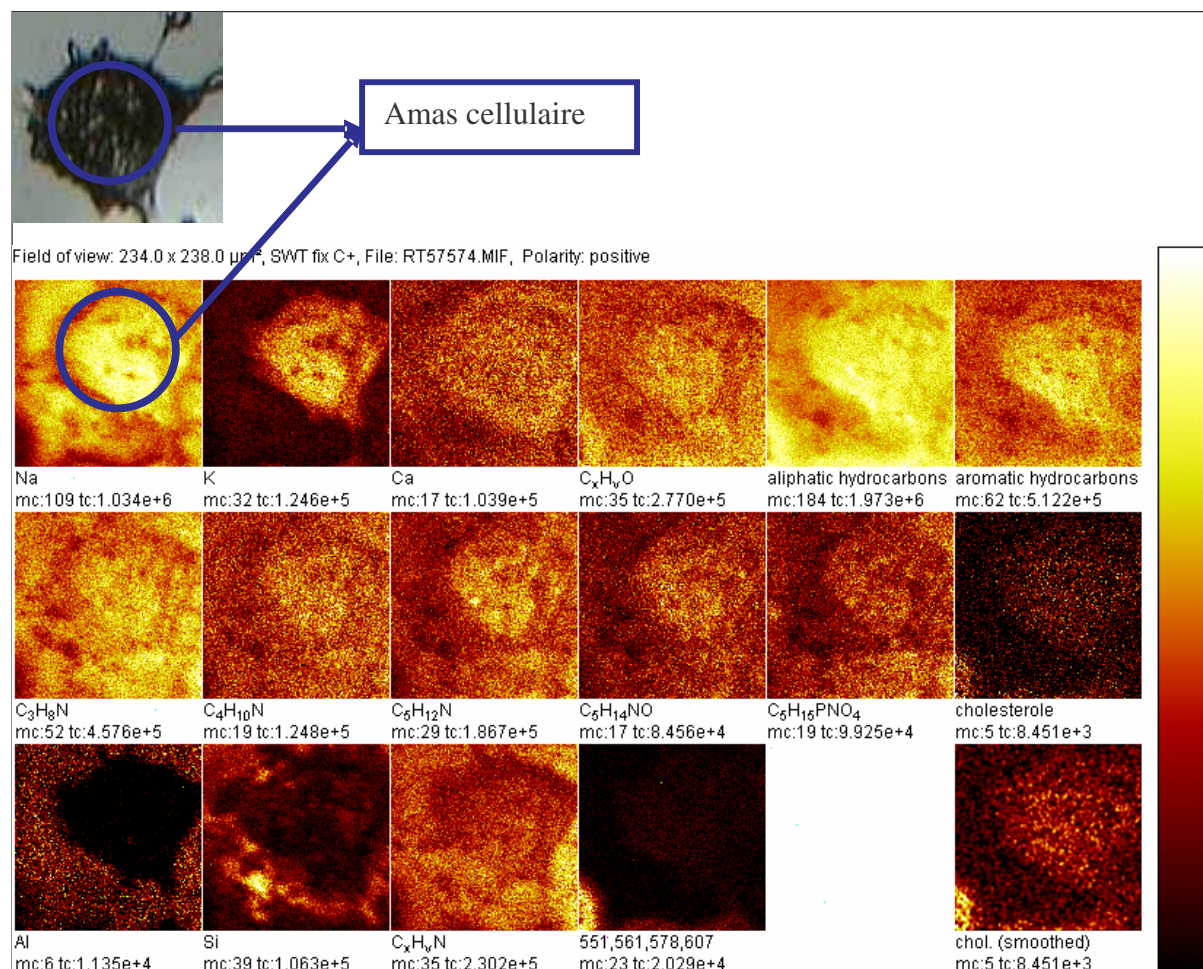 Amas cellulaire
Field of view: 234.0 x 238.0 µm², SWT fix C+, File: RT57574.MIF, Polarity: positive
Na K Ca CₓHᵧO aliphatic hydrocarbons aromatic hydrocarbons
mc:109 tc:1.034e+6 mc:32 tc:1.246e+5 mc:17 tc:1.039e+5 mc:35 tc:2.770e+5 mc:184 tc:1.973e+6 mc:62 tc:5.122e+5
C₃H₈N C₄H₁₀N C₅H₁₂N C₅H₁₄NO C₅H₁₅PNO₄ cholesterole
mc:52 tc:4.576e+5 mc:19 tc:1.248e+5 mc:29 tc:1.867e+5 mc:17 tc:8.456e+4 mc:19 tc:9.925e+4 mc:5 tc:8.451e+3
Al Si CₓHᵧN 551,561,578,607 chol. (smoothed)
mc:6 tc:1.135e+4 mc:39 tc:1.063e+5 mc:35 tc:2.302e+5 mc:23 tc:2.029e+4 mc:5 tc:8.451e+3